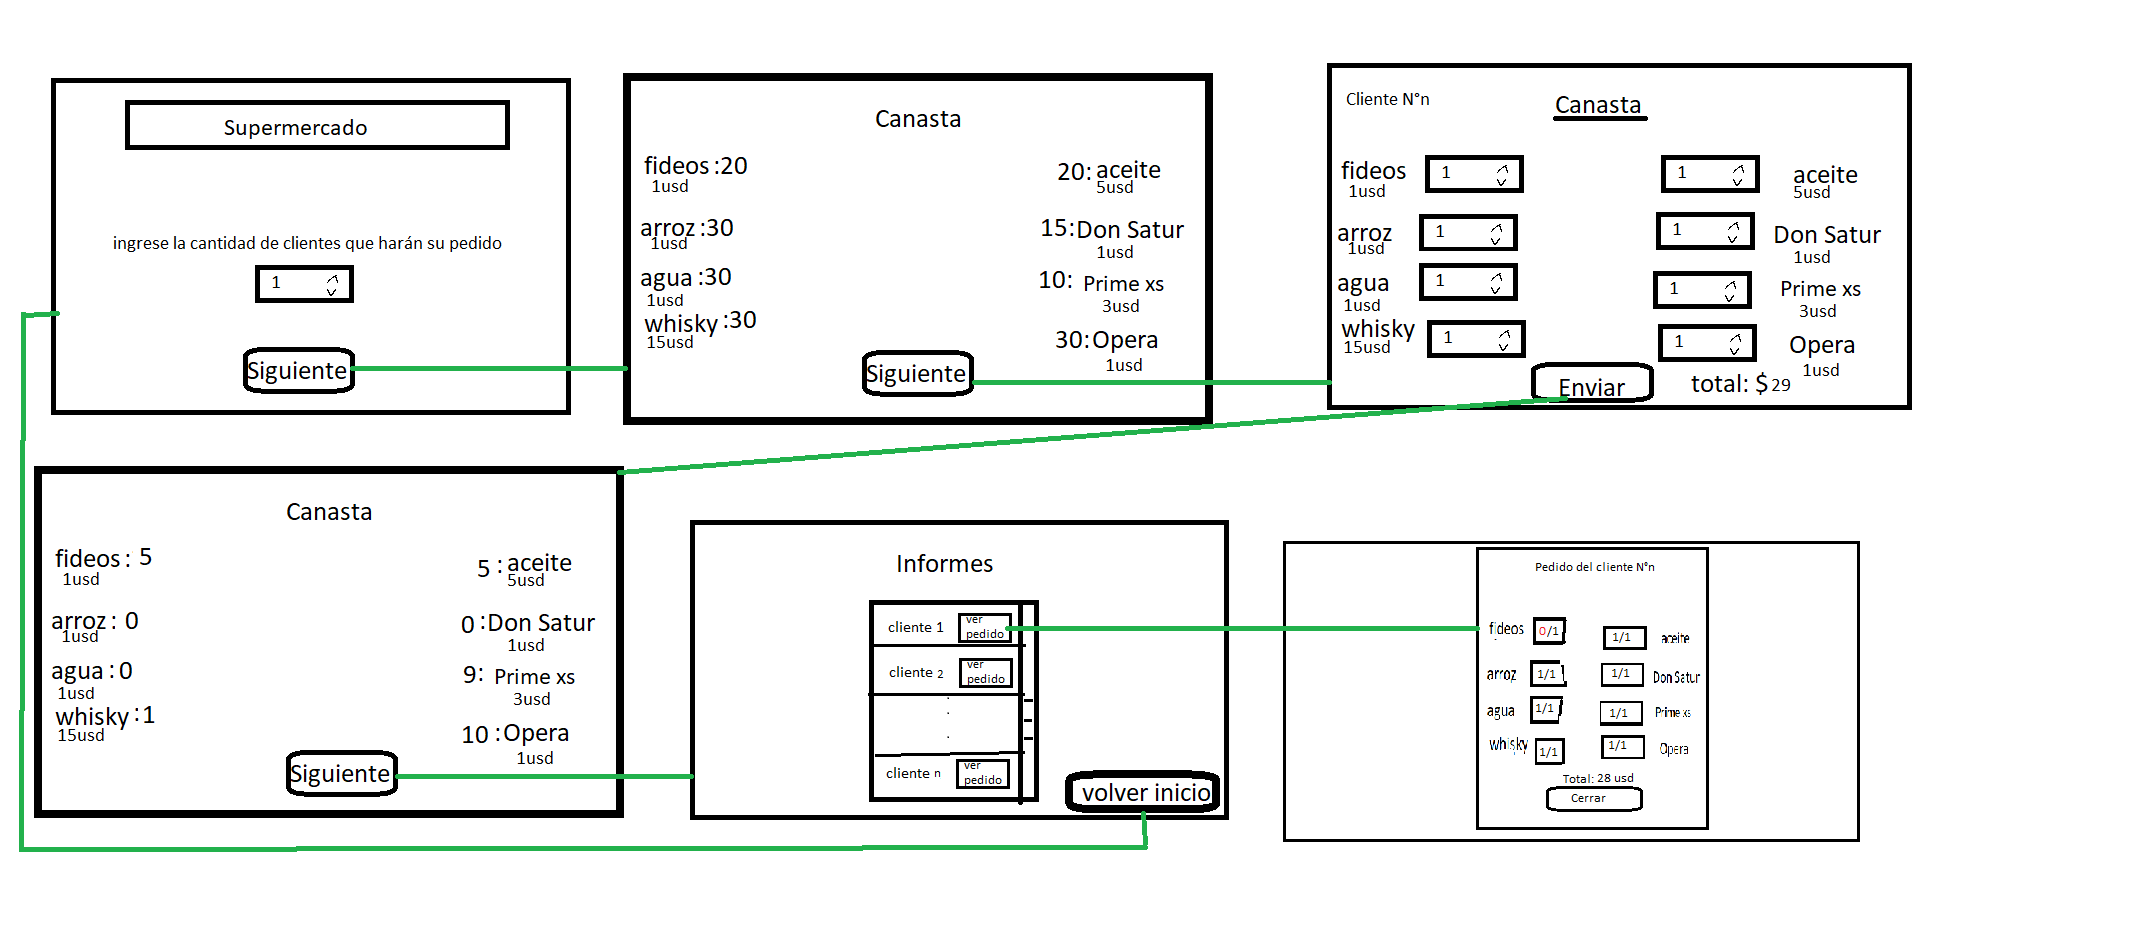 Supermercado
ingrese la cantidad de clientes que harán su pedido
1
Siguiente
Canasta
fideos :20
1usd
arroz :30
1usd
agua :30
1usd
whisky :30
15usd
20: aceite
5usd
15: Don Satur
1usd
10: Prime xs
3usd
30: Opera
1usd
Siguiente
Cliente N°n
Canasta
fideos 1
1usd
arroz 1
1usd
agua 1
1usd
whisky 1
15usd
1 aceite
5usd
1 Don Satur
1usd
1 Prime xs
3usd
1 Opera
1usd
Enviar
total: $ 29
Canasta
fideos : 5
1usd
arroz : 0
1usd
agua : 0
1usd
whisky :1
15usd
5 : aceite
5usd
0 :Don Satur
1usd
9: Prime xs
3usd
10 :Opera
1usd
Siguiente
Informes
cliente 1 ver pedido
cliente 2 ver pedido
cliente n ver pedido
volver inicio
Pedido del cliente N°n
fideos 0/1
arroz 1/1
agua 1/1
whisky 1/1
1/1 aceite
1/1 Don Satur
1/1 Prime xs
1/1 Opera
Total: 28 usd
Cerrar